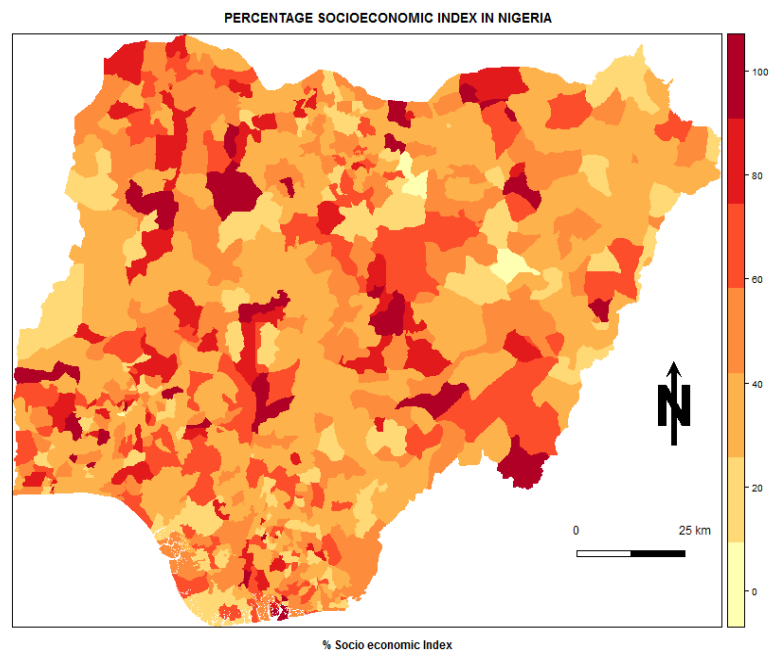 PERCENTAGE SOCIOECONOMIC INDEX IN NIGERIA
100
80
60
40
20
0
N
0 25 km
% Socio economic Index